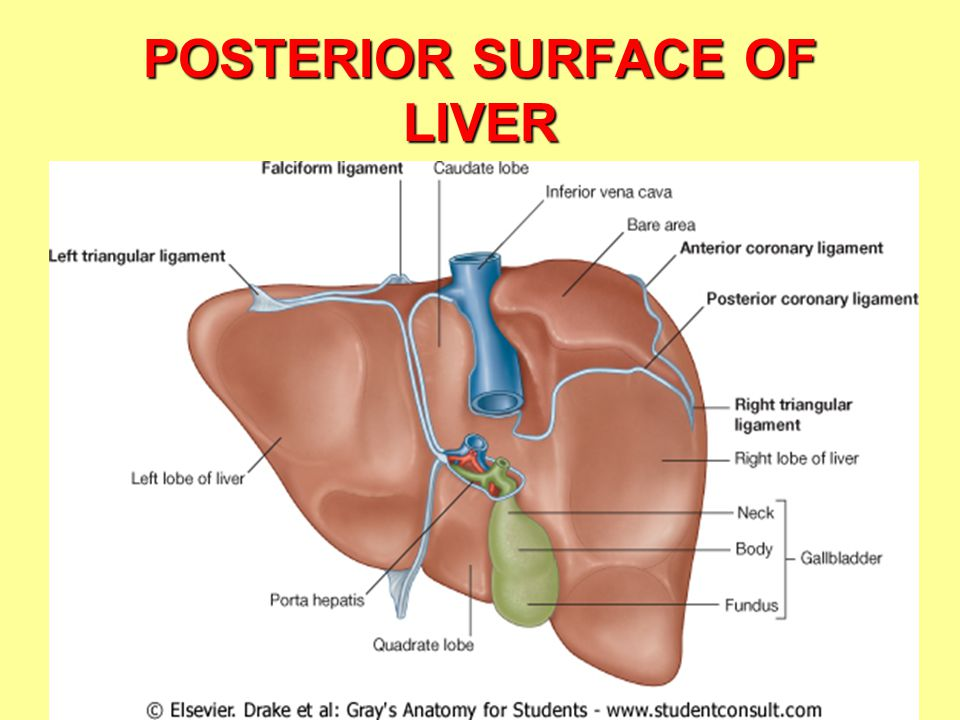 POSTERIOR SURFACE OF
LIVER
Falciform ligament
Caudate lobe
Inferior vena cava
Bare area
Anterior coronary ligament
Left triangular ligament
Posterior coronary ligament
Right triangular
ligament
Right lobe of liver
Left lobe of liver
Neck
Body
Gallbladder
Fundus
Porta hepatis
Quadrate lobe
© Elsevier. Drake et al: Gray's Anatomy for Students - www.studentconsult.com